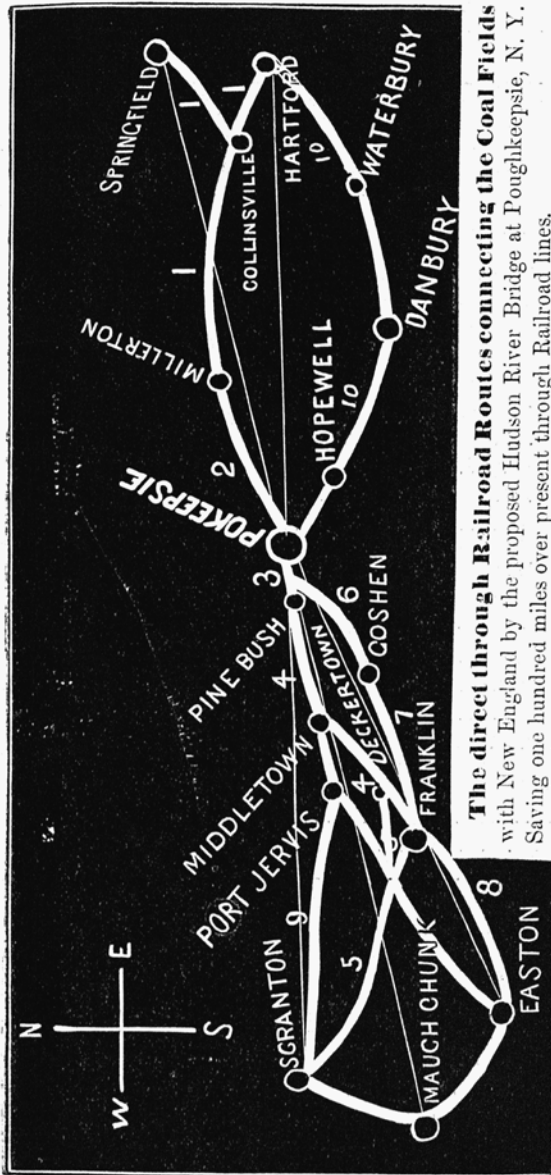 N
W E
S
SPRINGFIELD
1
1
HARTFORD
COLLINSVILLE
1
MILLERTON
10
WATERBURY
DANBURY
2
HOPEWELL
10
POKEEPSIE
3
PINE BUSH
6
GOSHEN
4
MIDDLETOWN
DECKERTOWN
7
PORT JERVIS
4
FRANKLIN
9
5
8
SCRANTON
MAUCH CHUNK
EASTON
The direct through Railroad Routes connecting the Coal Fields
with New England by the proposed Hudson River Bridge at Poughkeepsie, N. Y.
Saving one hundred miles over present through Railroad lines.